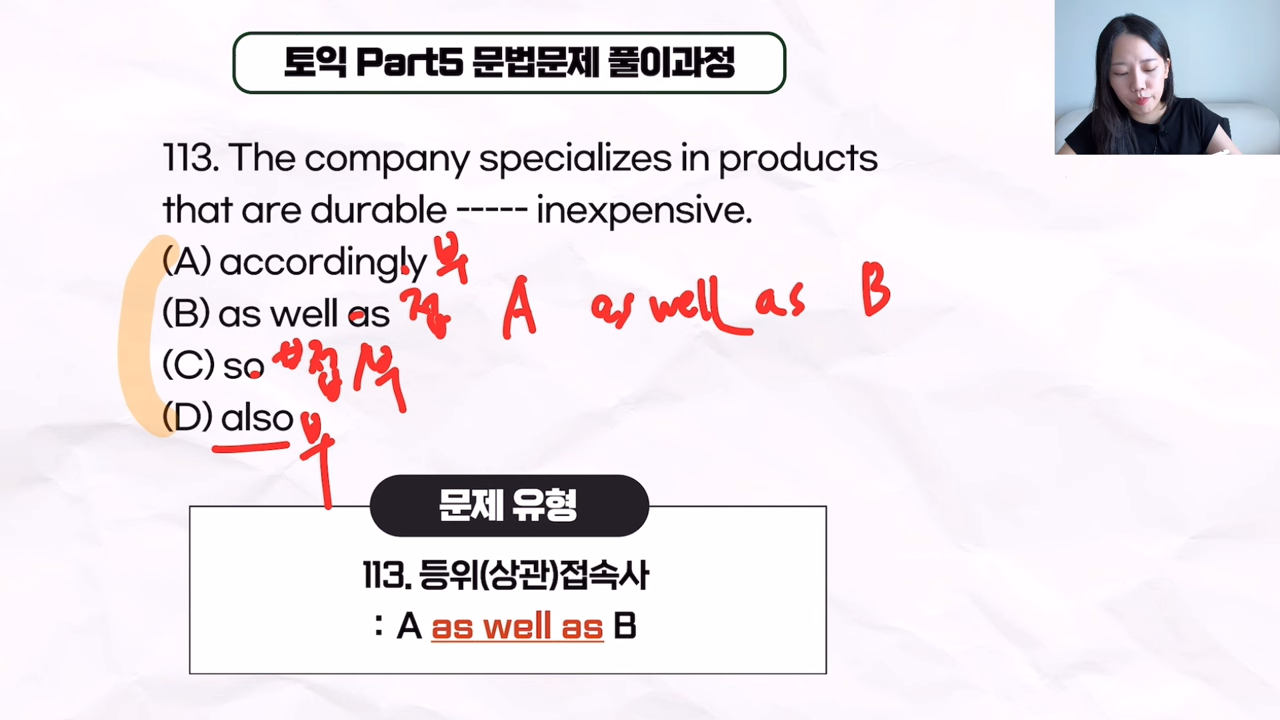 토익 Part5 문법문제 풀이과정
113. The company specializes in products
that are durable ----- inexpensive.
(A) accordingly 부
(B) as well as 접 A as well as B
(C) so 부접/부
(D) also 부
문제 유형
113. 등위(상관)접속사
: A as well as B